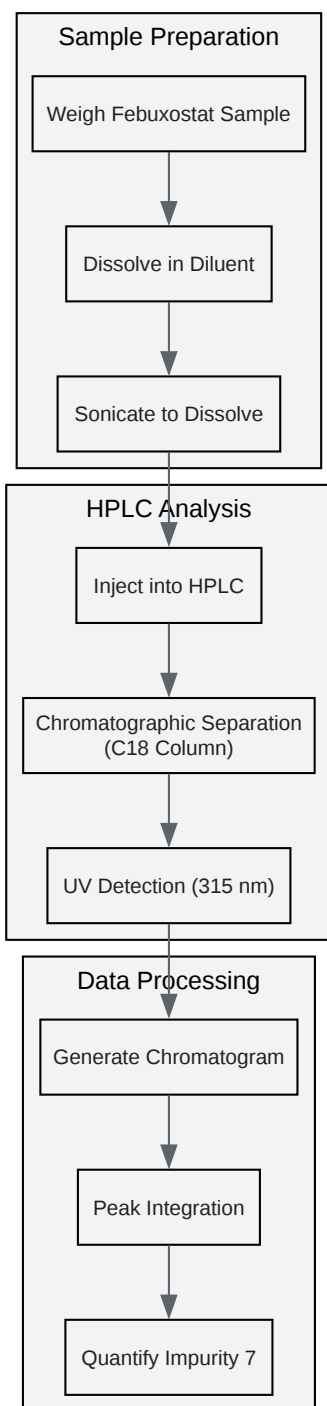 Sample Preparation
Weigh Febuxostat Sample
Dissolve in Diluent
Sonicate to Dissolve
HPLC Analysis
Inject into HPLC
Chromatographic Separation
(C18 Column)
UV Detection (315 nm)
Data Processing
Generate Chromatogram
Peak Integration
Quantify Impurity 7